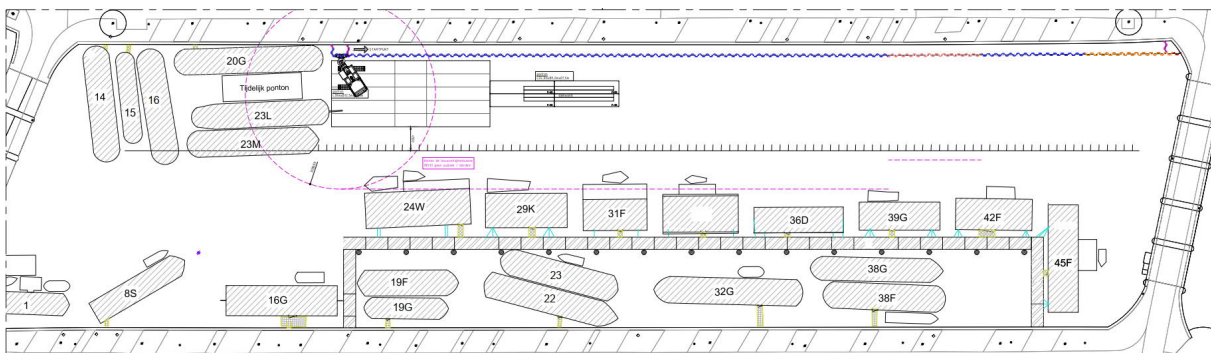 STARTPUNT
20G
14
15
16
Tijdelijk ponton
23L
23M
24W
29K
31F
36D
39G
42F
45F
1
8S
16G
19F
19G
23
22
32G
38G
38F